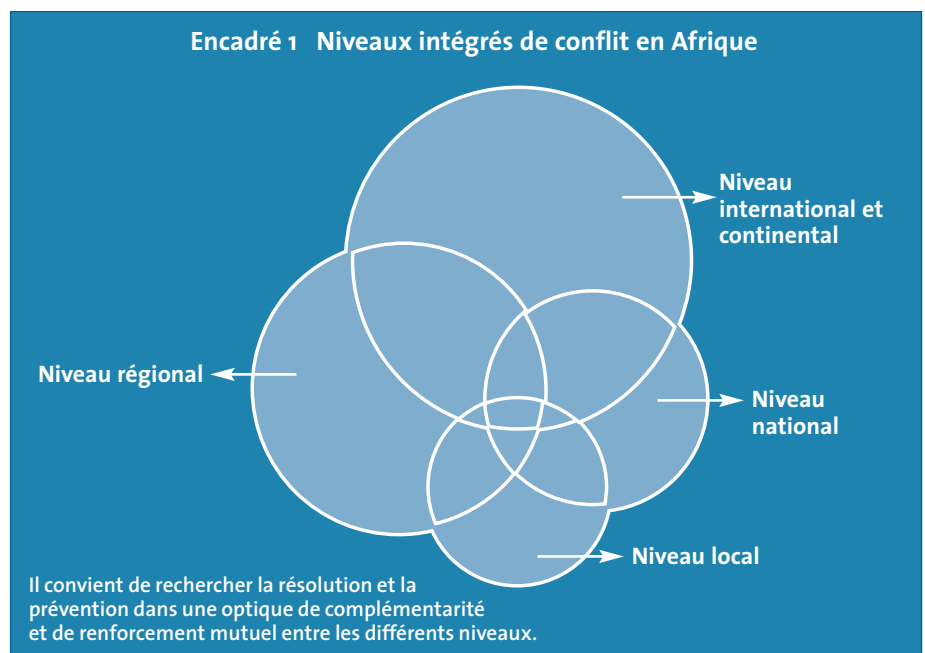 Encadré 1 Niveaux intégrés de conflit en Afrique
Niveau
international et
continental
Niveau régional
Niveau
national
Niveau local
Il convient de rechercher la résolution et la
prévention dans une optique de complémentarité
et de renforcement mutuel entre les différents niveaux.